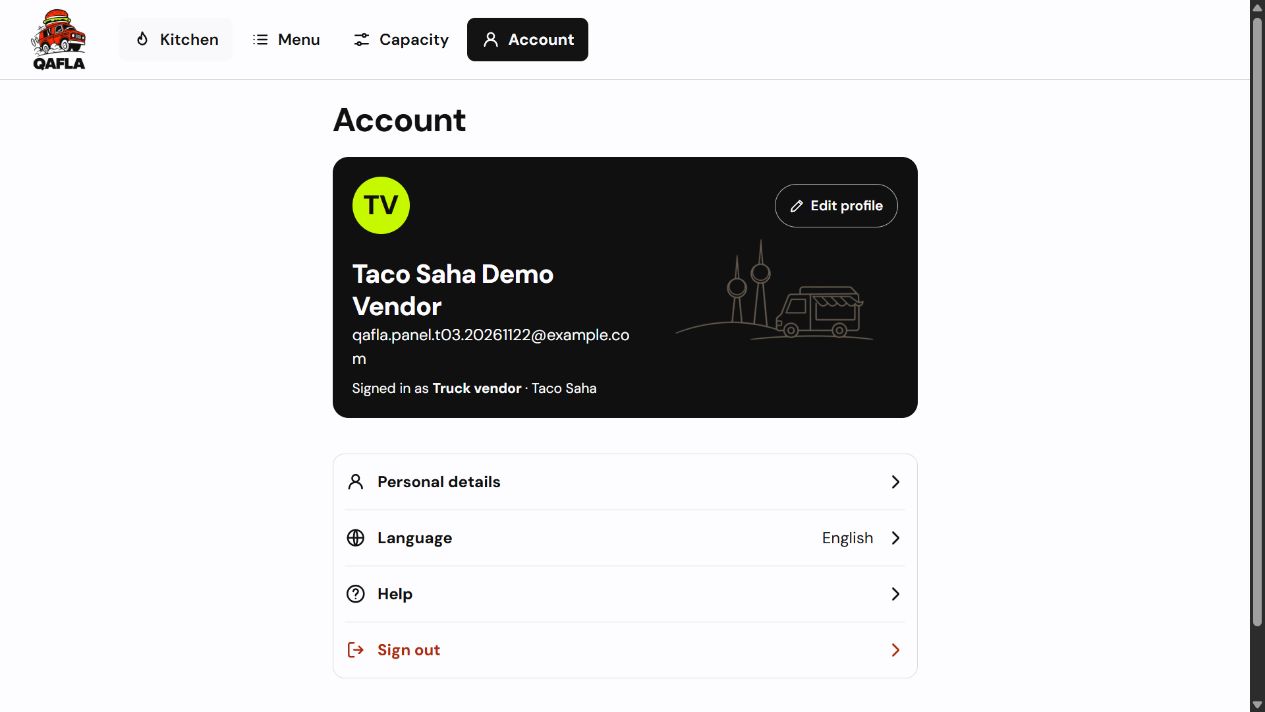 QAFLA
Kitchen
Menu
Capacity
Account
Account
TV
Edit profile
Taco Saha Demo
Vendor
qafla.panel.t03.20261122@example.co
m
Signed in as Truck vendor · Taco Saha
Personal details
Language
English
Help
Sign out